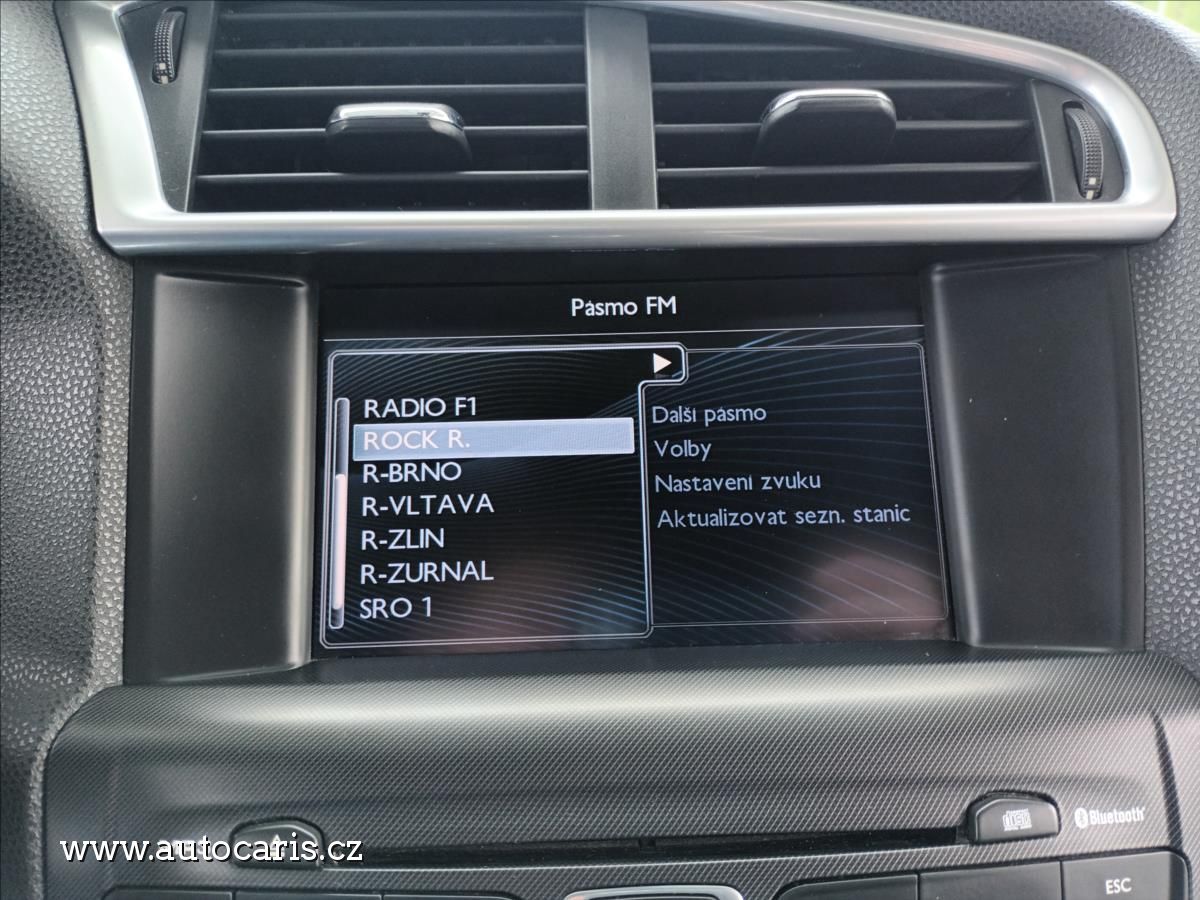 Pásmo FM
RADIO F1
ROCK R.
R-BRNO
R-VLTAVA
R-ZLIN
R-ZURNAL
SRO 1
Další pásmo
Volby
Nastavení zvuku
Aktualizovat sezn. stanic
Bluetooth
ESC
www.autocaris.cz